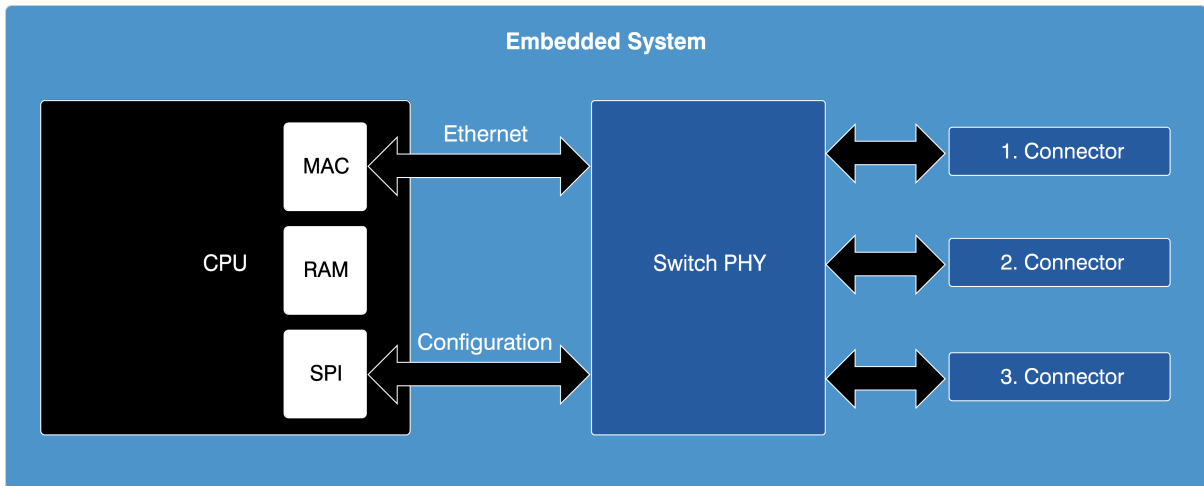 Embedded System
Ethernet
MAC
1. Connector
CPU
RAM
Switch PHY
2. Connector
Configuration
SPI
3. Connector